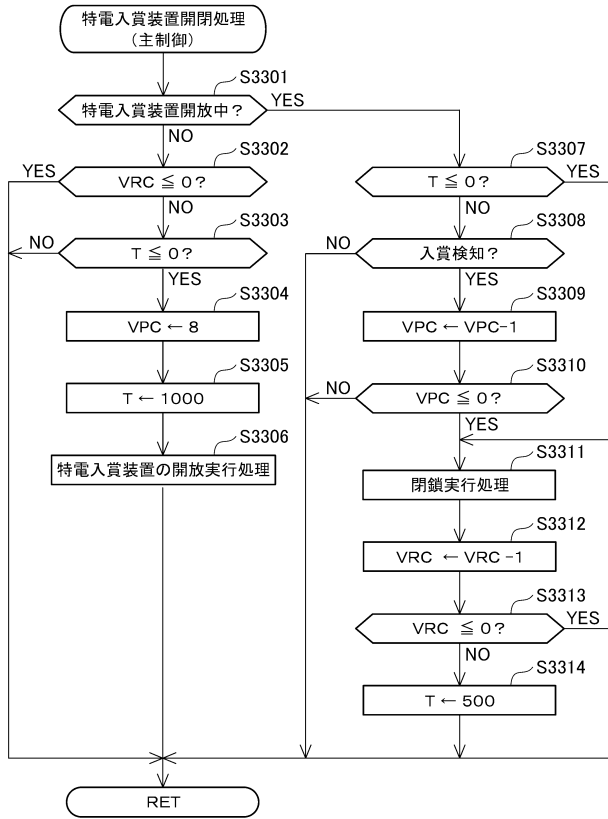 特電入賞装置開閉処理
(主制御)
S3301
特電入賞装置開放中？
YES
NO
S3302
YES
VRC ≦ 0？
NO
S3303
NO
T ≦ 0？
YES
S3304
VPC ← 8
S3305
T ← 1000
S3306
特電入賞装置の開放実行処理
S3307
T ≦ 0？
YES
NO
S3308
NO
入賞検知？
YES
S3309
VPC ← VPC-1
S3310
NO
VPC ≦ 0？
YES
S3311
閉鎖実行処理
S3312
VRC ← VRC -1
S3313
VRC ≦ 0？
YES
NO
S3314
T ← 500
RET